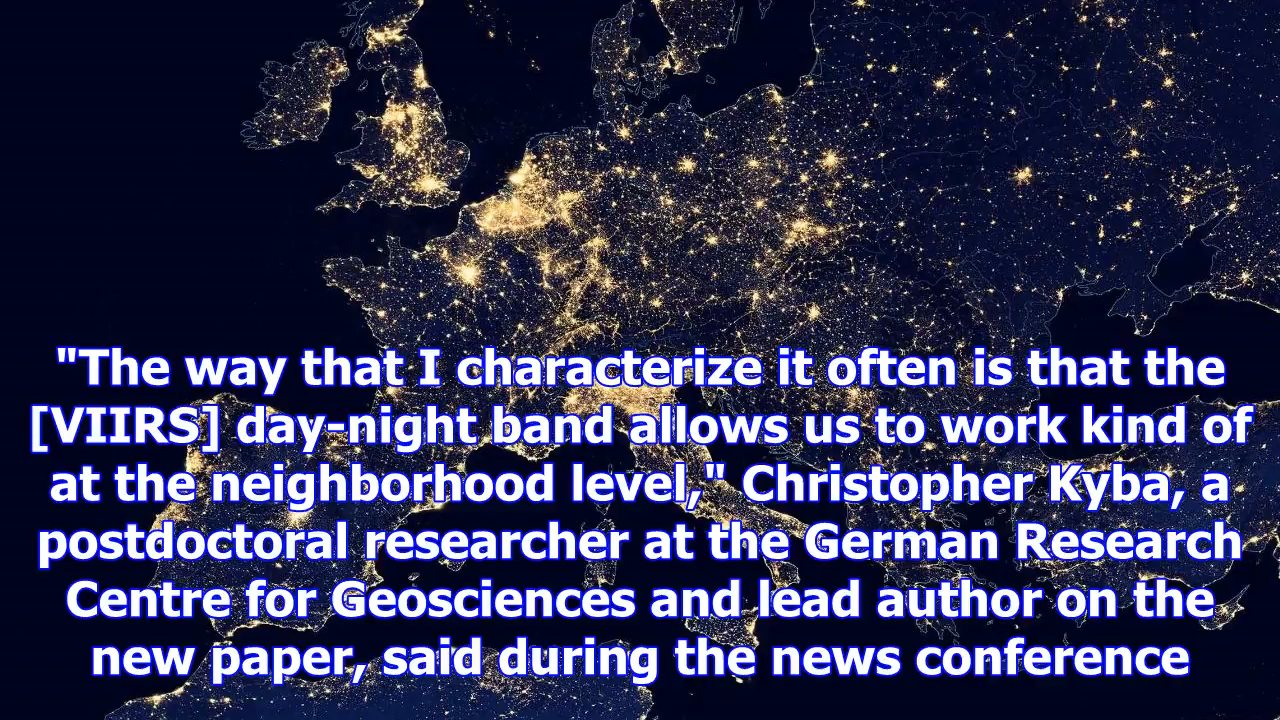 "The way that I characterize it often is that the
[VIIRS] day-night band allows us to work kind of
at the neighborhood level," Christopher Kyba, a
postdoctoral researcher at the German Research
Centre for Geosciences and lead author on the
new paper, said during the news conference